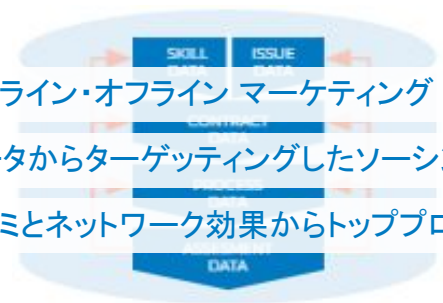 SKILL ISSUE
DATA DATA
ライン・オフライン マーケティング
CONTRACT
DATA
タからターゲッティングしたソーシ
PROCESS
DATA
ミとネットワーク効果からトッププロ
ASSESMENT
DATA